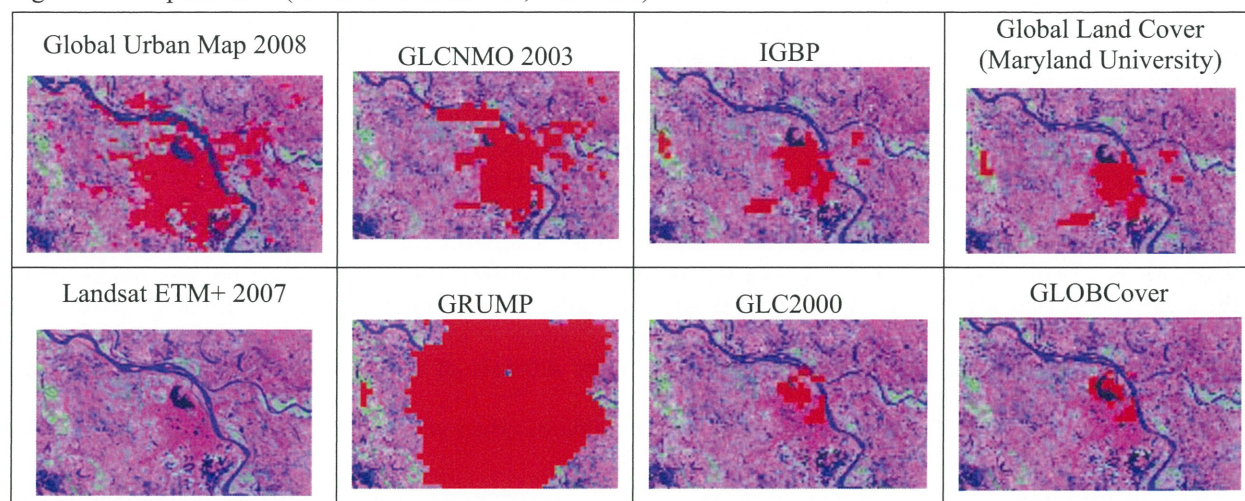 Global Urban Map 2008
GLCNMO 2003
IGBP
Global Land Cover
(Maryland University)
Landsat ETM+ 2007
GRUMP
GLC2000
GLOBCover